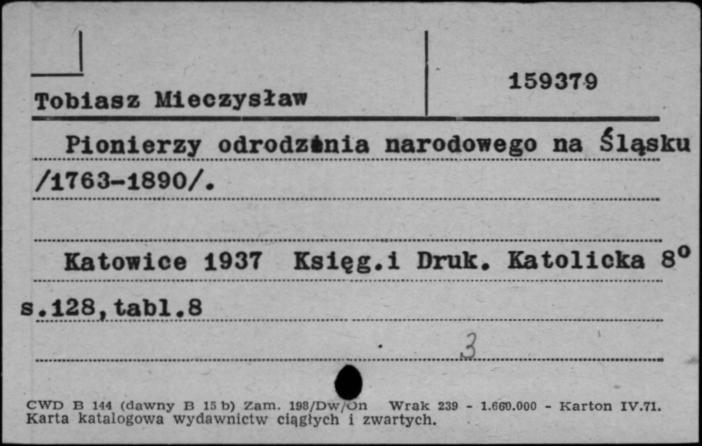 159379
Tobiasz Mieczysław
Pionierzy odrodzenia narodowego na Śląsku
/1763-1890/.
Katowice 1937 Księg.i Druk. Katolicka 8°
s.128,tabl.8
3
CWD B 144 (dawny B 15 b) Zam. 198/Dw/On Wrak 239 - 1.660.000 - Karton IV.71.
Karta katalogowa wydawnictw ciągłych i zwartych.